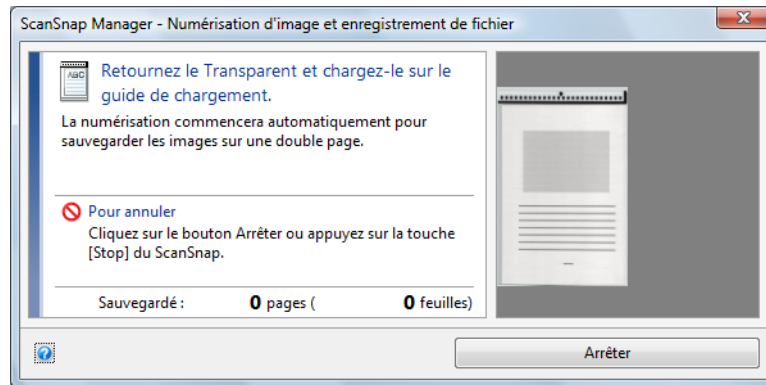 ScanSnap Manager - Numérisation d'image et enregistrement de fichier
ABC
Retournez le Transparent et chargez-le sur le
guide de chargement.
La numérisation commencera automatiquement pour
sauvegarder les images sur une double page.
Pour annuler
Cliquez sur le bouton Arrêter ou appuyez sur la touche
[Stop] du ScanSnap.
Sauvegardé : 0 pages ( 0 feuilles)
Arrêter